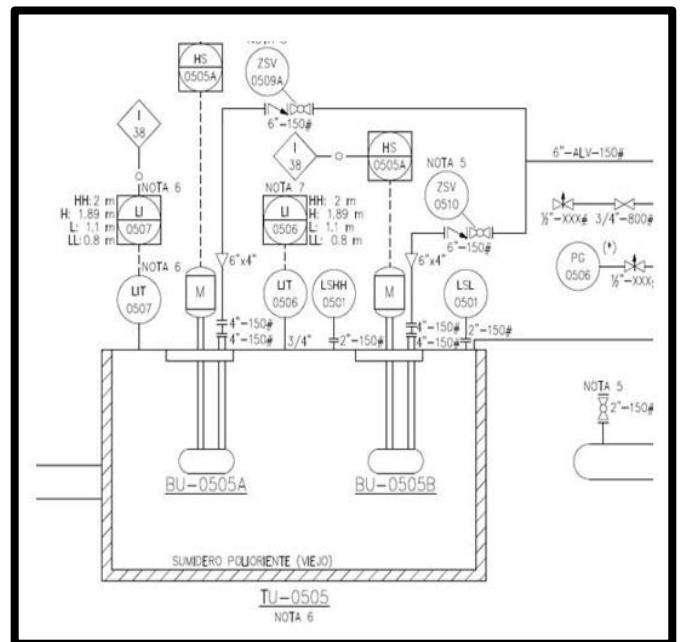 HS
0505A
ZSV
0509A
6"-150#
I
38
NOTA 6
LI
0507
HH: 2 m
H: 1.89 m
L: 1.1 m
LL: 0.8 m
I
38
HS
0505A
NOTA 7
LI
0506
HH: 2 m
H: 1.89 m
L: 1.1 m
LL: 0.8 m
NOTA 5
ZSV
0510
6"-150#
6"-ALV-150#
½"-XXX# 3/4"-800#
PG
0506
(*)
½"-XXX
NOTA 6
LIT
0507
M
6"x4"
4"-150#
4"-150#
LIT
0506
3/4"
LSHH
0501
2"-150#
M
6"x4"
4"-150#
4"-150#
LSL
0501
2"-150#
NOTA 5
2"-150#
BU-0505A
BU-0505B
SUMIDERO POLIORIENTE (VIEJO)
TU-0505
NOTA 6